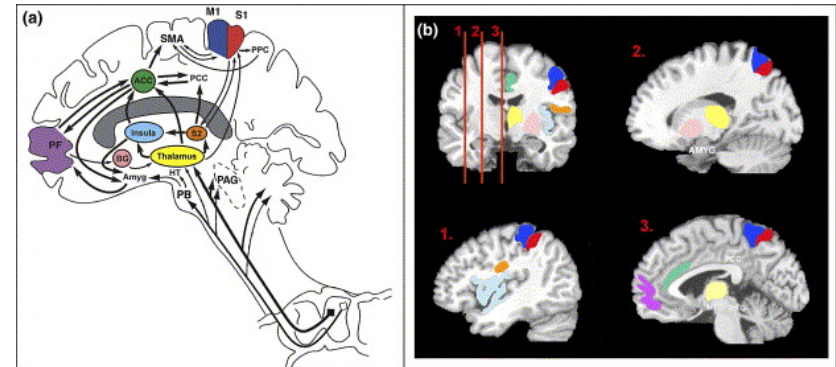 (a)
M1
S1
SMA
PPC
ACC
PCC
Insula
S2
PF
BG
Thalamus
Amyg
HT
PAG
PB
(b)
1
2
3
2.
AMYG
1.
3.
PCC